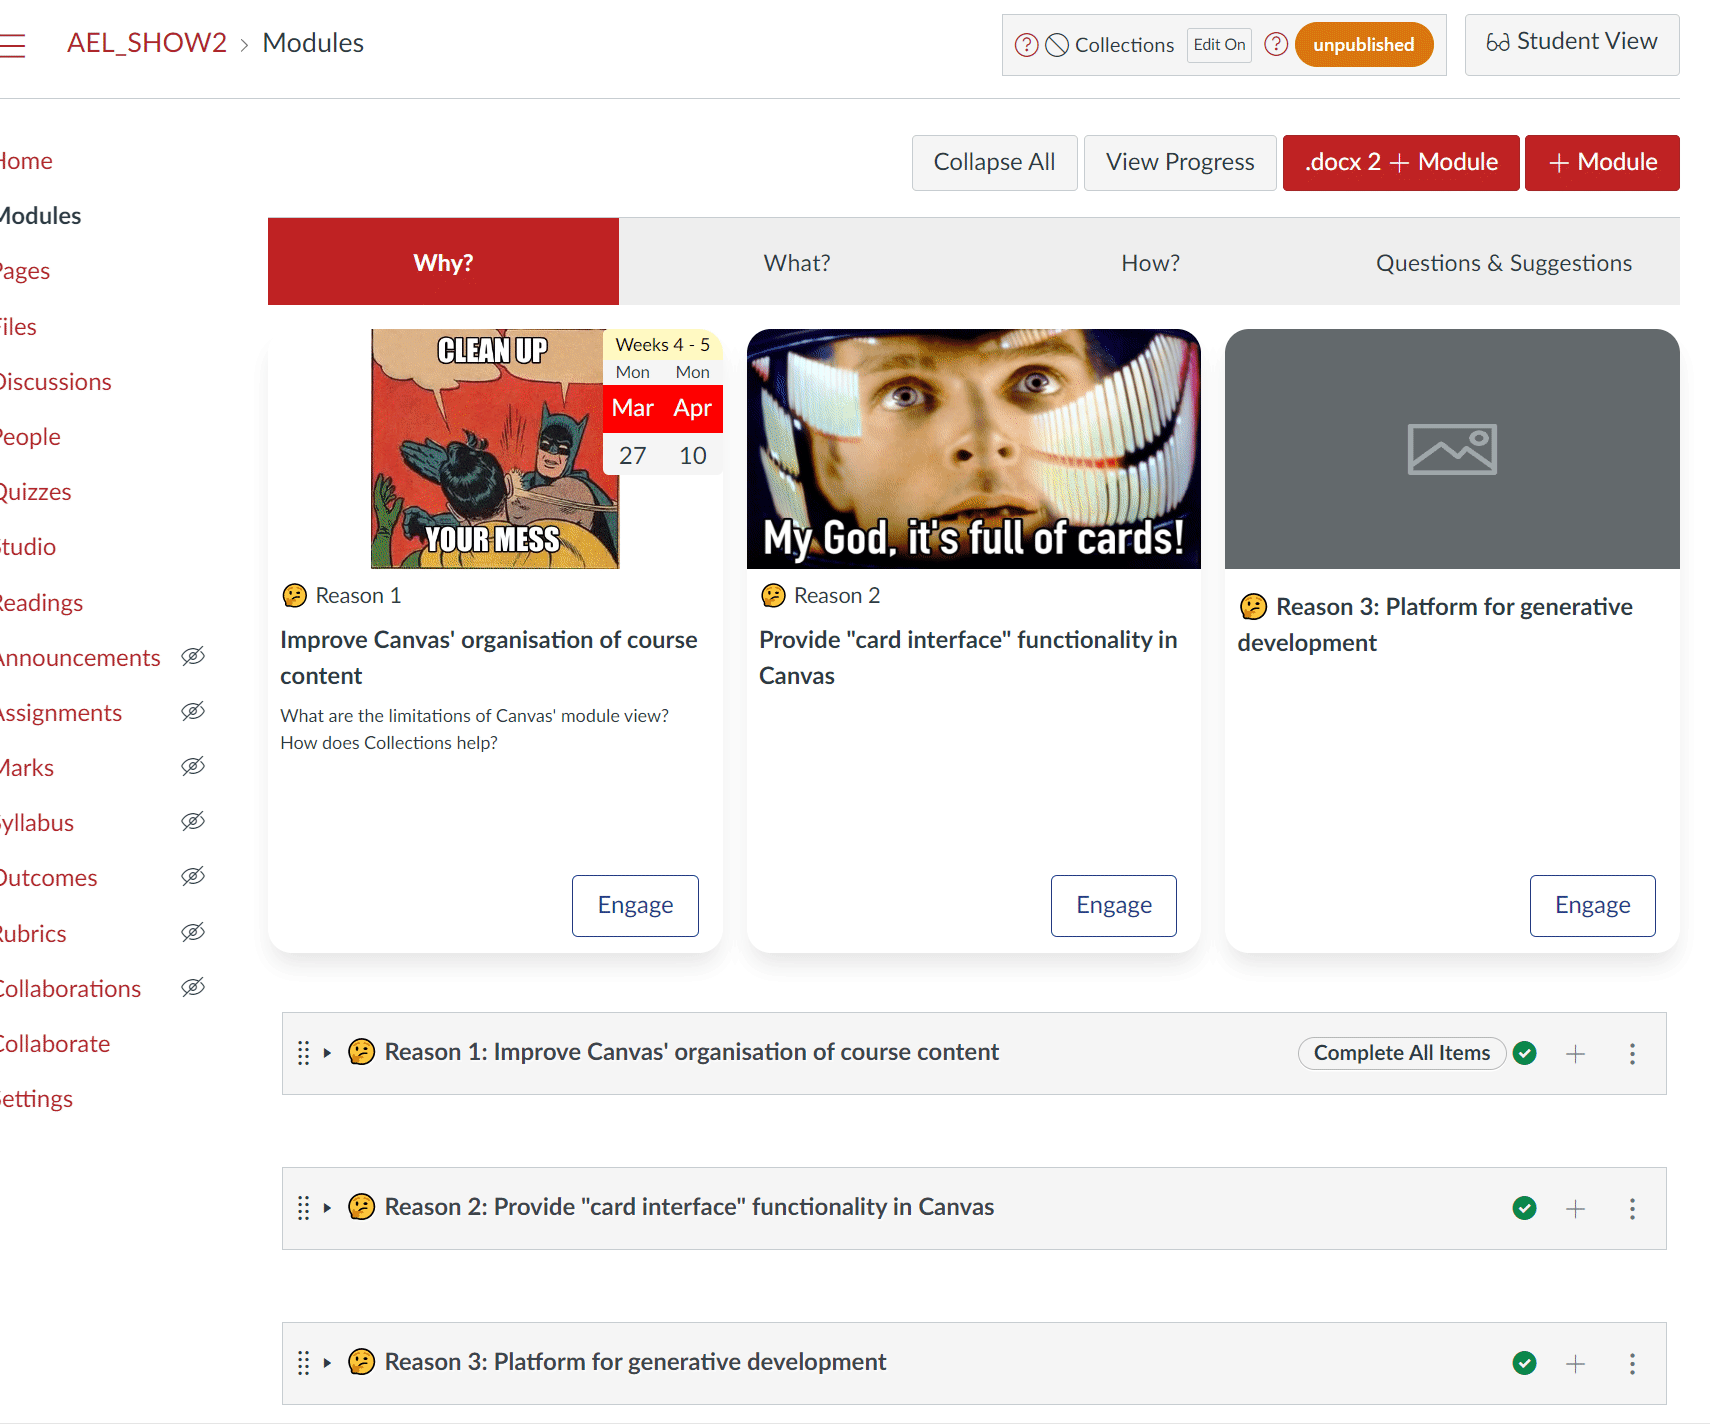 AEL_SHOW2 › Modules
Collections
Edit On
unpublished
Student View
Collapse All
View Progress
.docx 2 + Module
+ Module
Home
Modules
Pages
Files
Discussions
People
Quizzes
Studio
Readings
Announcements
Assignments
Marks
Syllabus
Outcomes
Rubrics
Collaborations
Collaborate
Settings
Why?
What?
How?
Questions & Suggestions
CLEAN UP
YOUR MESS
Weeks 4 - 5
Mon Mon
Mar Apr
27 10
🤔 Reason 1
Improve Canvas' organisation of course
content
What are the limitations of Canvas' module view?
How does Collections help?
Engage
My God, it's full of cards!
🤔 Reason 2
Provide "card interface" functionality in
Canvas
Engage
🤔 Reason 3: Platform for generative
development
Engage
🤔 Reason 1: Improve Canvas' organisation of course content
Complete All Items
🤔 Reason 2: Provide "card interface" functionality in Canvas
🤔 Reason 3: Platform for generative development